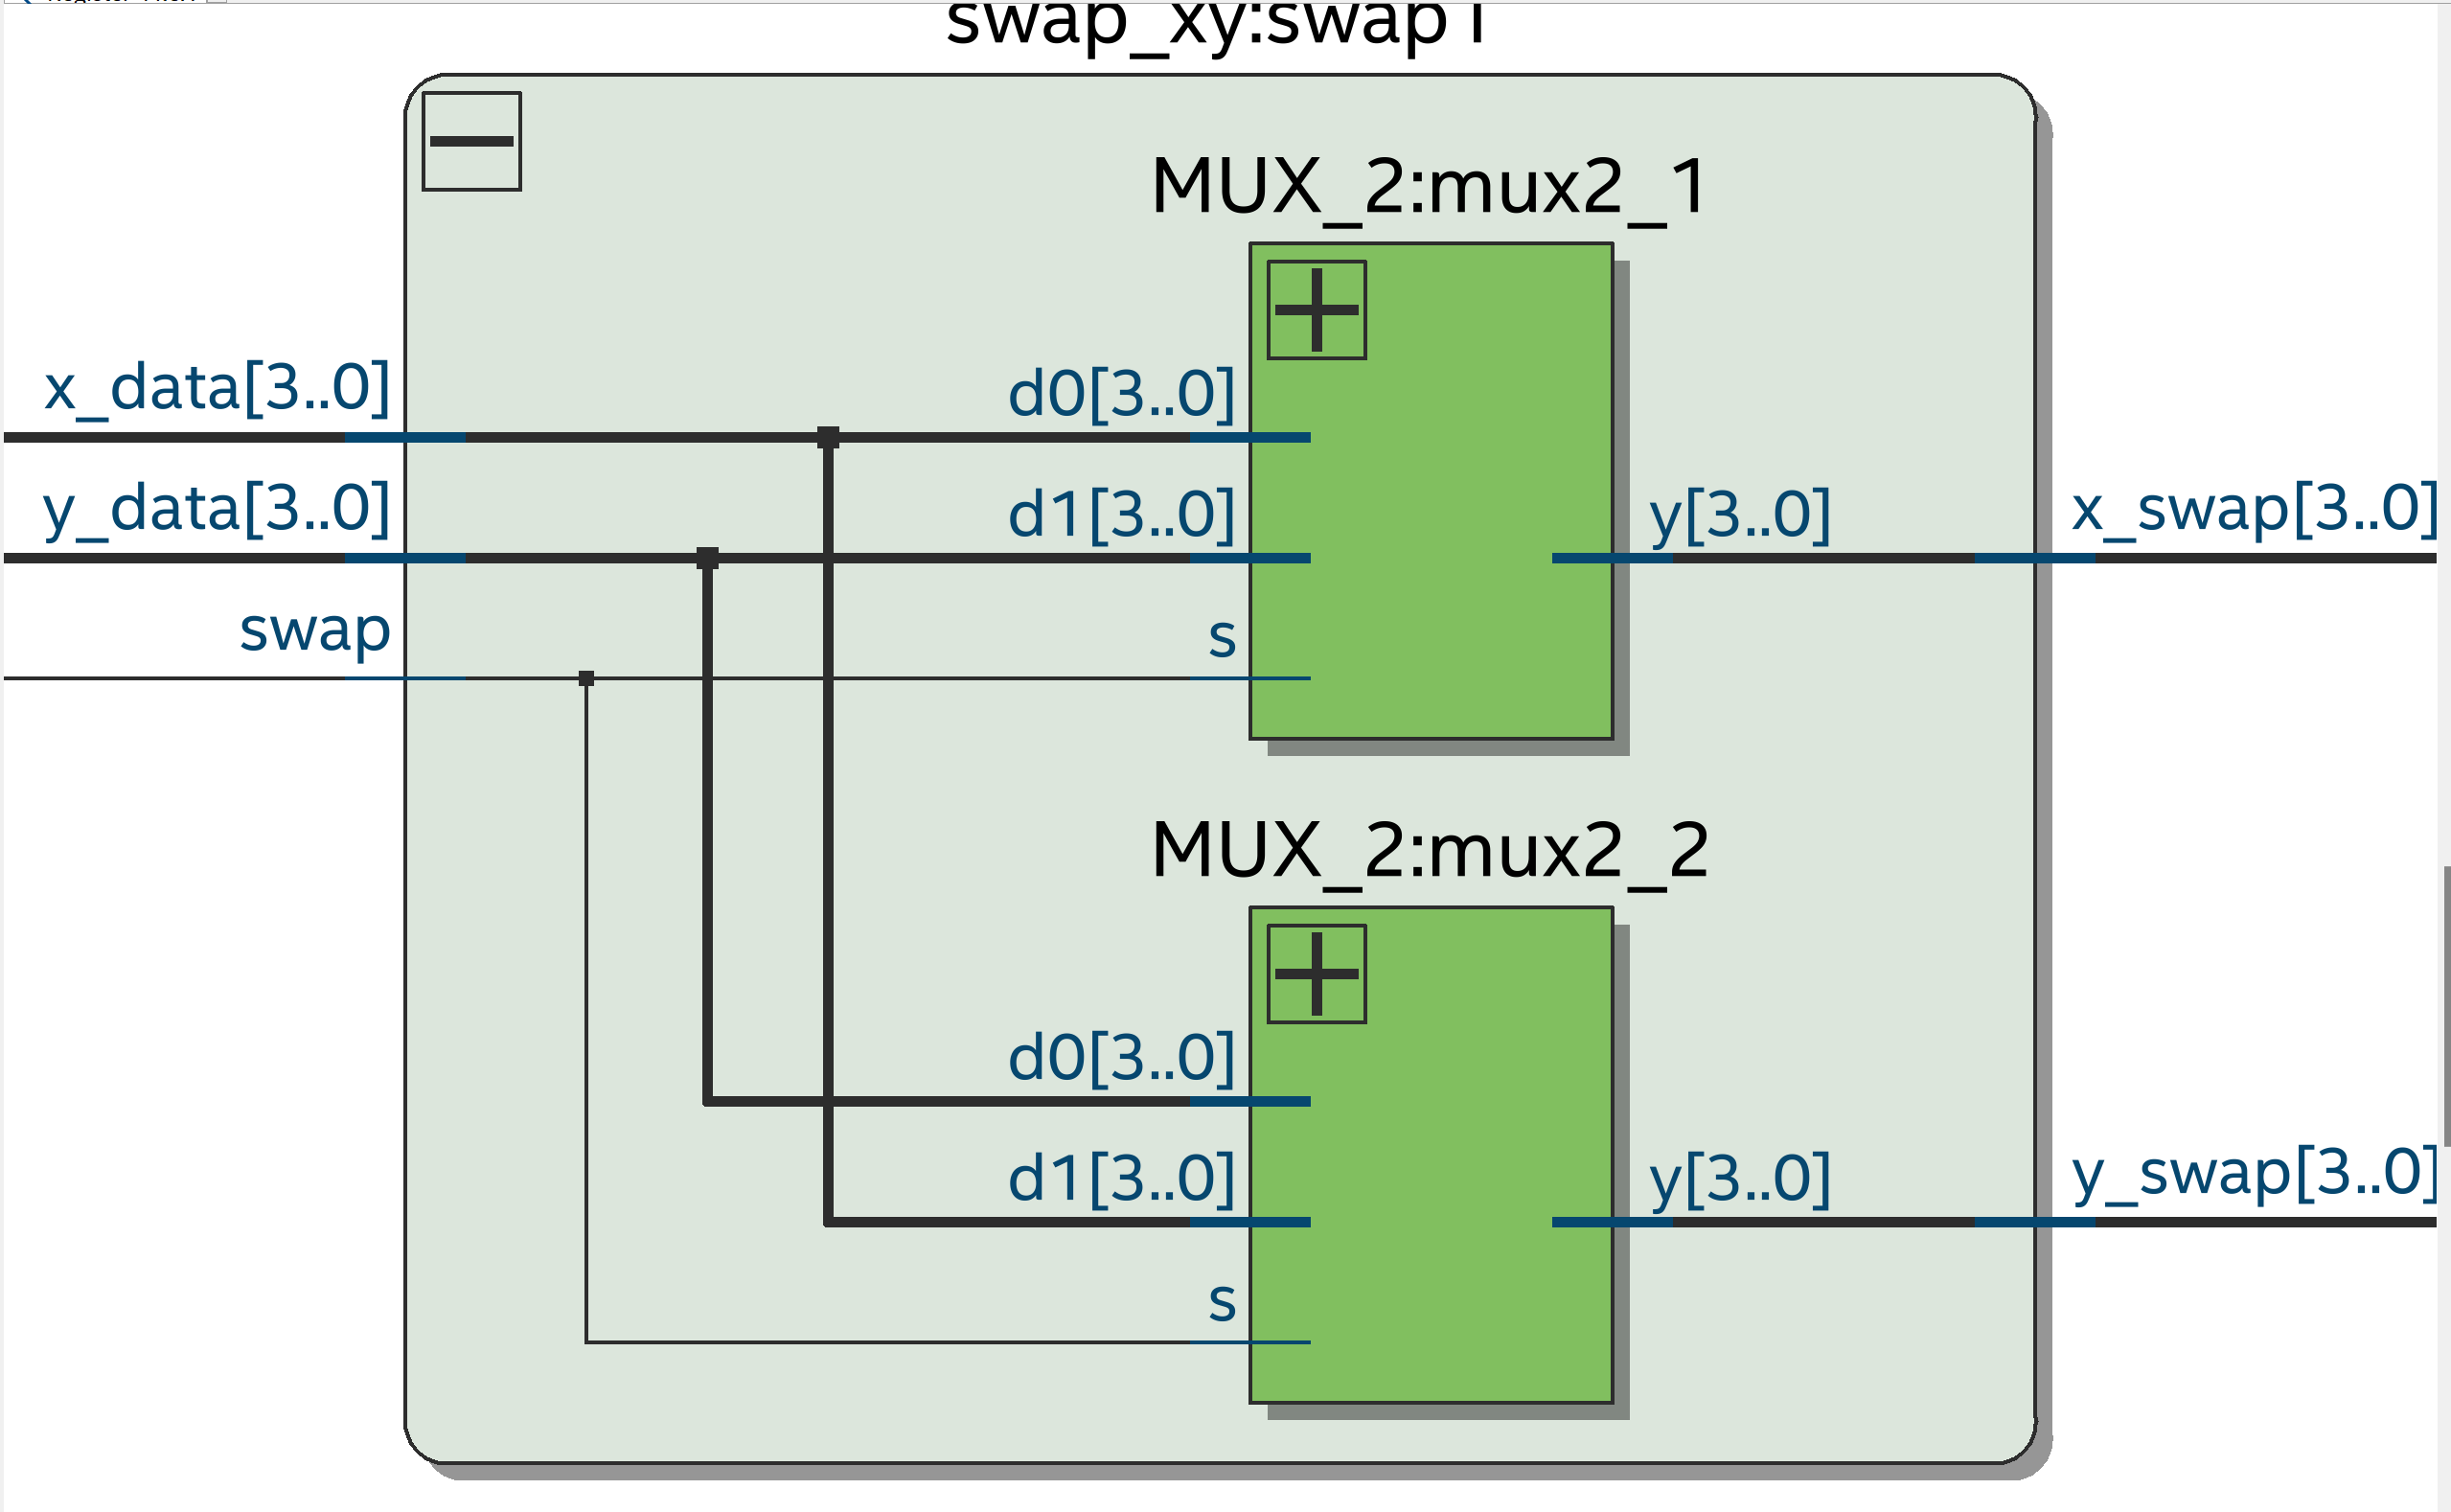 swap_xy:swap1
MUX_2:mux2_1
x_data[3..0]
d0[3..0]
y_data[3..0]
d1[3..0]
y[3..0]
x_swap[3..0]
swap
s
MUX_2:mux2_2
d0[3..0]
d1[3..0]
y[3..0]
y_swap[3..0]
s